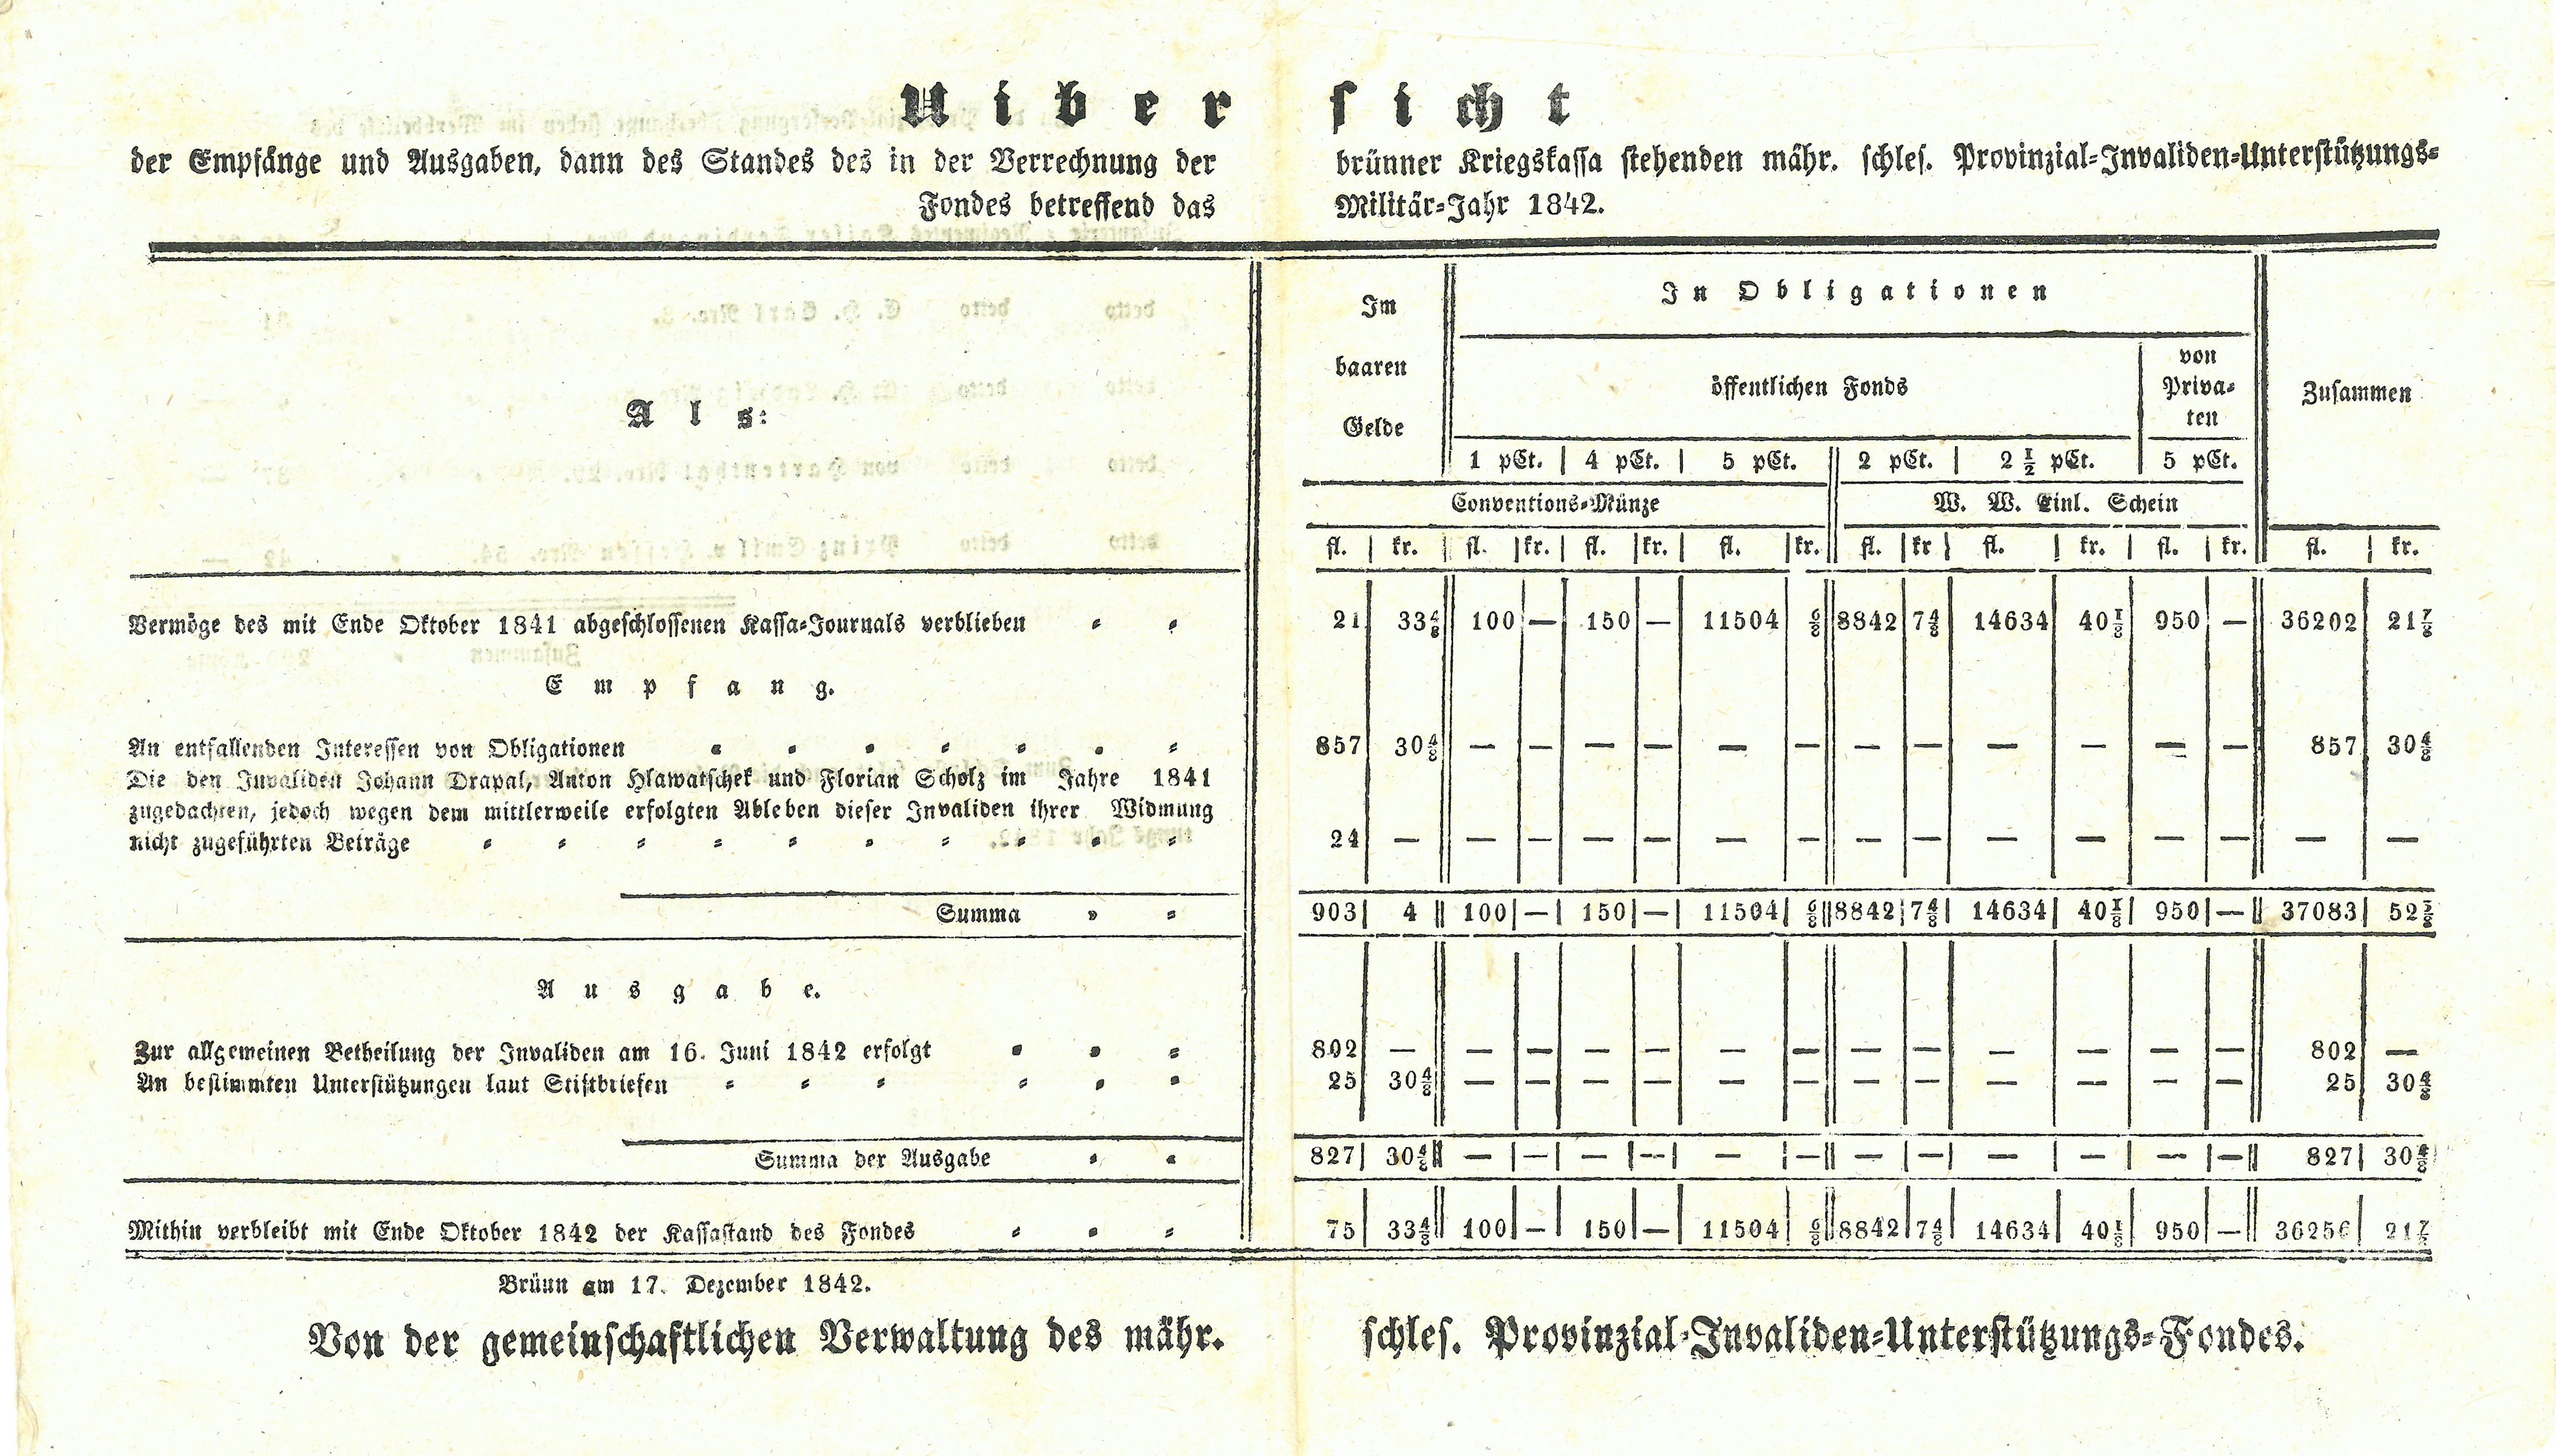 Uibersicht
der Empfänge und Ausgaben, dann des Standes des in der Verrechnung der brünner Kriegskassa stehenden mähr. schles. Provinzial-Invaliden-Unterstützungs-
Fondes betreffend das Militär-Jahr 1842.
Als:
Im baaren Gelde
In Obligationen
öffentlichen Fonds
von Priva-ten
Zusammen
1 pCt. | 4 pCt. | 5 pCt. | 2 pCt. | 2 1/2 pCt. | 5 pCt.
Conventions-Münze | W. W. Einl. Schein
fl. | kr. | fl. | kr. | fl. | kr. | fl. | kr. | fl. | kr | fl. | kr. | fl. | kr. | fl. | kr.
Vermöge des mit Ende Oktober 1841 abgeschlossenen Kassa-Journals verblieben 21 | 33 4/8 | 100 | — | 150 | — | 11504 | 6/8 | 8842 | 7 4/8 | 14634 | 40 1/8 | 950 | — | 36202 | 21 7/8
Empfang.
An entfallenden Interessen von Obligationen 857 | 30 4/8 | — | — | — | — | — | — | — | — | — | — | — | — | 857 | 30 4/8
Die den Invaliden Johann Drapal, Anton Hlawatschek und Florian Scholz im Jahre 1841
zugedachten, jedoch wegen dem mittlerweile erfolgten Ableben dieser Invaliden ihrer Widmung
nicht zugeführten Beträge 24 | — | — | — | — | — | — | — | — | — | — | — | — | — | — | —
Summa 903 | 4 | 100 | — | 150 | — | 11504 | 6/8 | 8842 | 7 4/8 | 14634 | 40 1/8 | 950 | — | 37083 | 52
Ausgabe.
Zur allgemeinen Betheilung der Invaliden am 16. Juni 1842 erfolgt 802 | — | — | — | — | — | — | — | — | — | — | — | — | — | 802 | —
An bestimmten Unterstützungen laut Stiftbriefen 25 | 30 4/8 | — | — | — | — | — | — | — | — | — | — | — | — | 25 | 30 4/8
Summa der Ausgabe 827 | 30 4/8 | — | — | — | — | — | — | — | — | — | — | — | — | 827 | 30 4/8
Mithin verbleibt mit Ende Oktober 1842 der Kassastand des Fondes 75 | 33 4/8 | 100 | — | 150 | — | 11504 | 6/8 | 8842 | 7 4/8 | 14634 | 40 1/8 | 950 | — | 36256 | 21 7/8
Brünn am 17. Dezember 1842.
Von der gemeinschaftlichen Verwaltung des mähr. schles. Provinzial-Invaliden-Unterstützungs-Fondes.